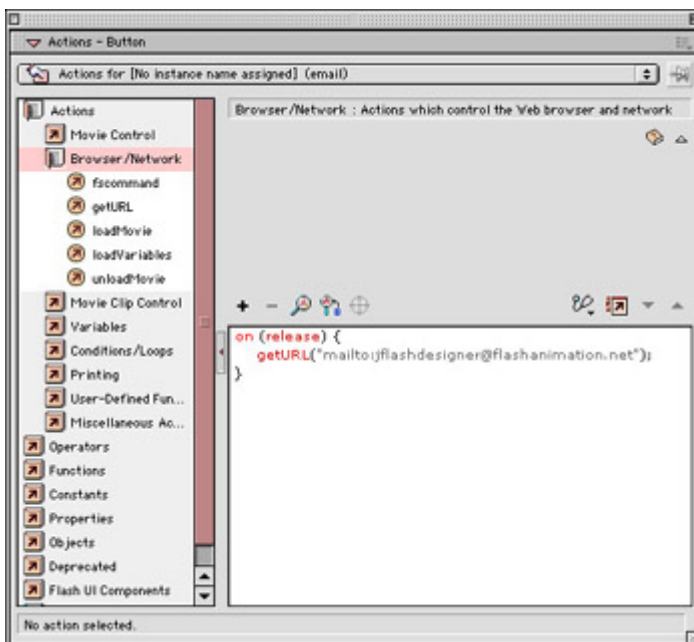 Actions - Button
Actions for [No instance name assigned] (email)
Actions
Movie Control
Browser/Network
fscommand
getURL
loadMovie
loadVariables
unloadMovie
Movie Clip Control
Variables
Conditions/Loops
Printing
User-Defined Fun...
Miscellaneous Ac...
Operators
Functions
Constants
Properties
Objects
Deprecated
Flash UI Components
Browser/Network : Actions which control the Web browser and network
on (release) {
getURL("mailto:jflashdesigner@flashanimation.net");
}
No action selected.